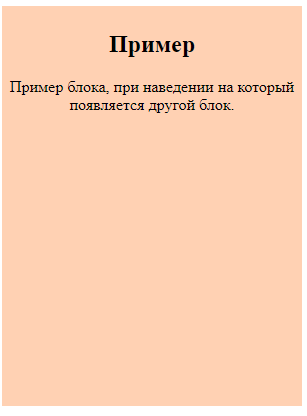 Пример
Пример блока, при наведении на который
появляется другой блок.